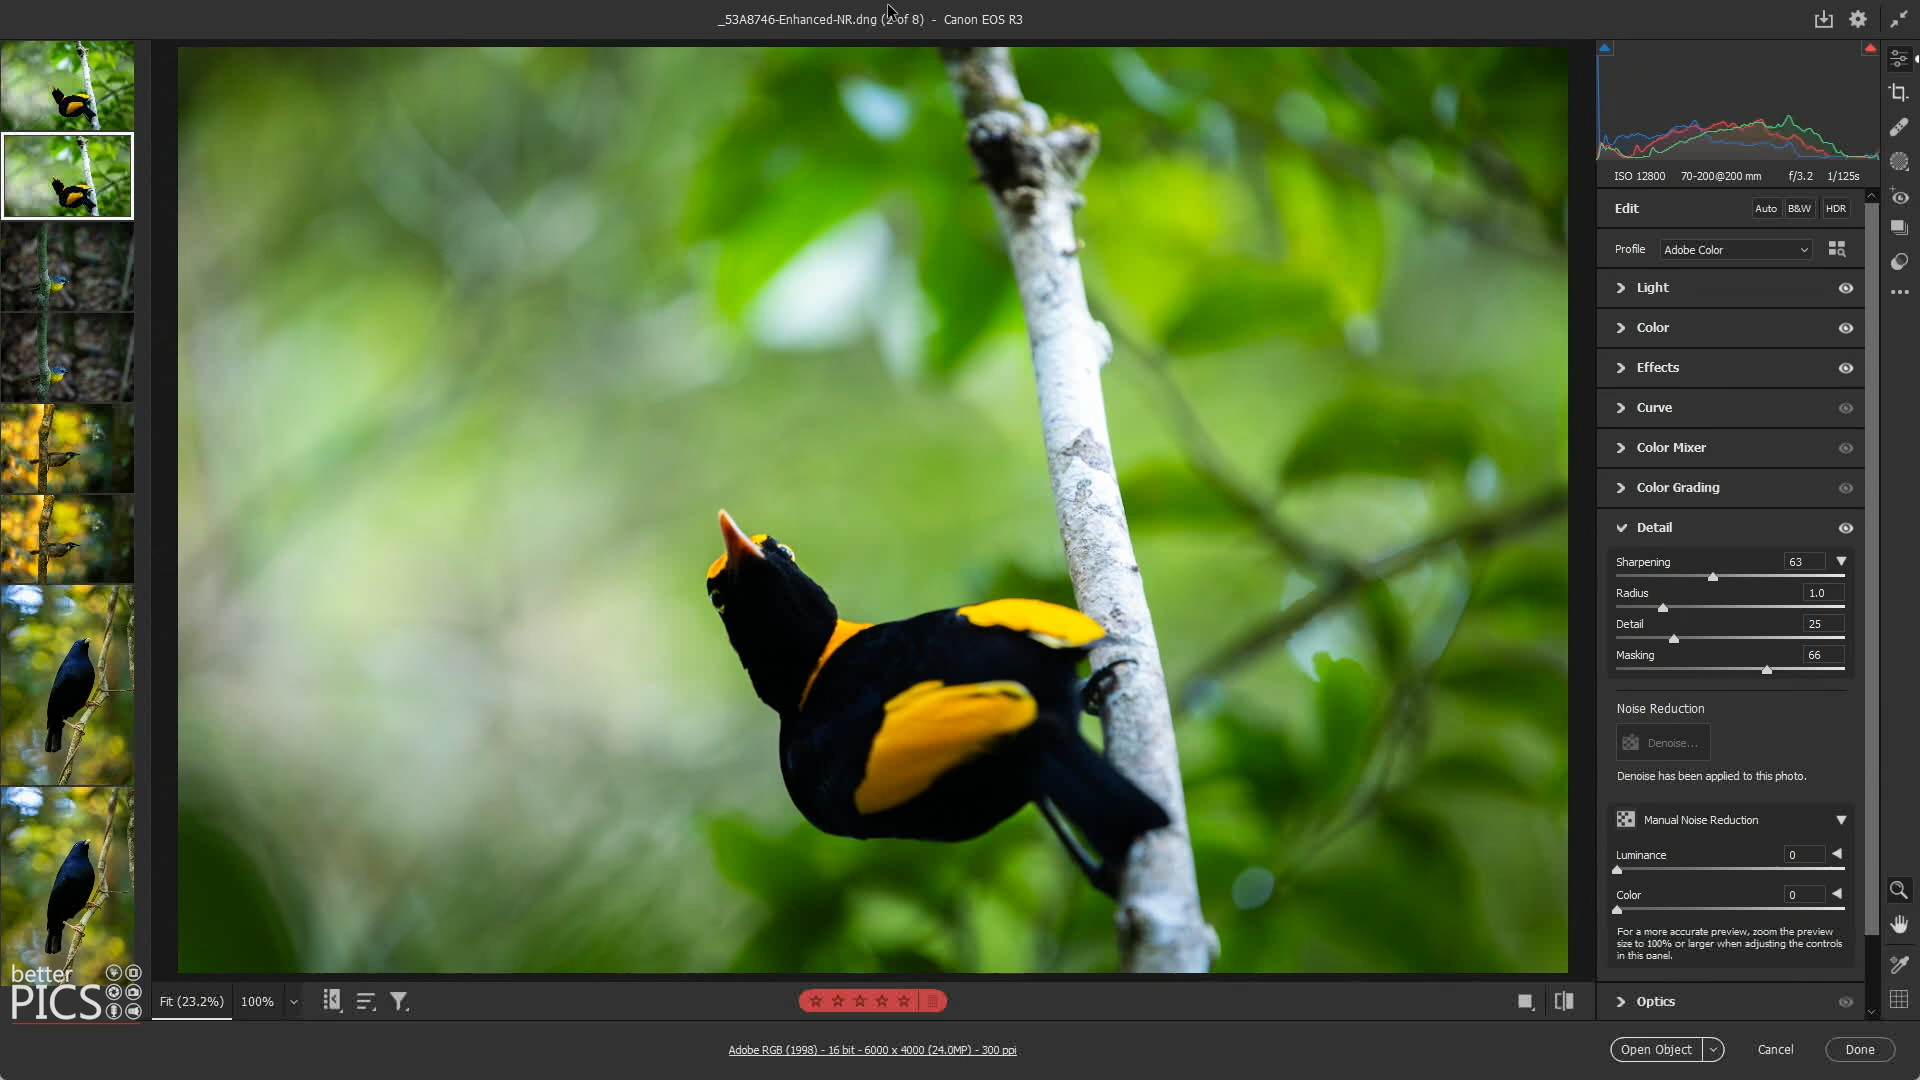 _53A8746-Enhanced-NR.dng (2 of 8) - Canon EOS R3
ISO 12800 70-200@200 mm f/3.2 1/125s
Edit Auto B&W HDR
Profile Adobe Color
Light
Color
Effects
Curve
Color Mixer
Color Grading
Detail
Sharpening 63
Radius 1.0
Detail 25
Masking 66
Noise Reduction
Denoise...
Denoise has been applied to this photo.
Manual Noise Reduction
Luminance 0
Color 0
For a more accurate preview, zoom the preview
size to 100% or larger when adjusting the controls
in this panel.
Optics
better
PICS
Fit (23.2%) 100%
Adobe RGB (1998) - 16 bit - 6000 x 4000 (24.0MP) - 300 ppi
Open Object Cancel Done